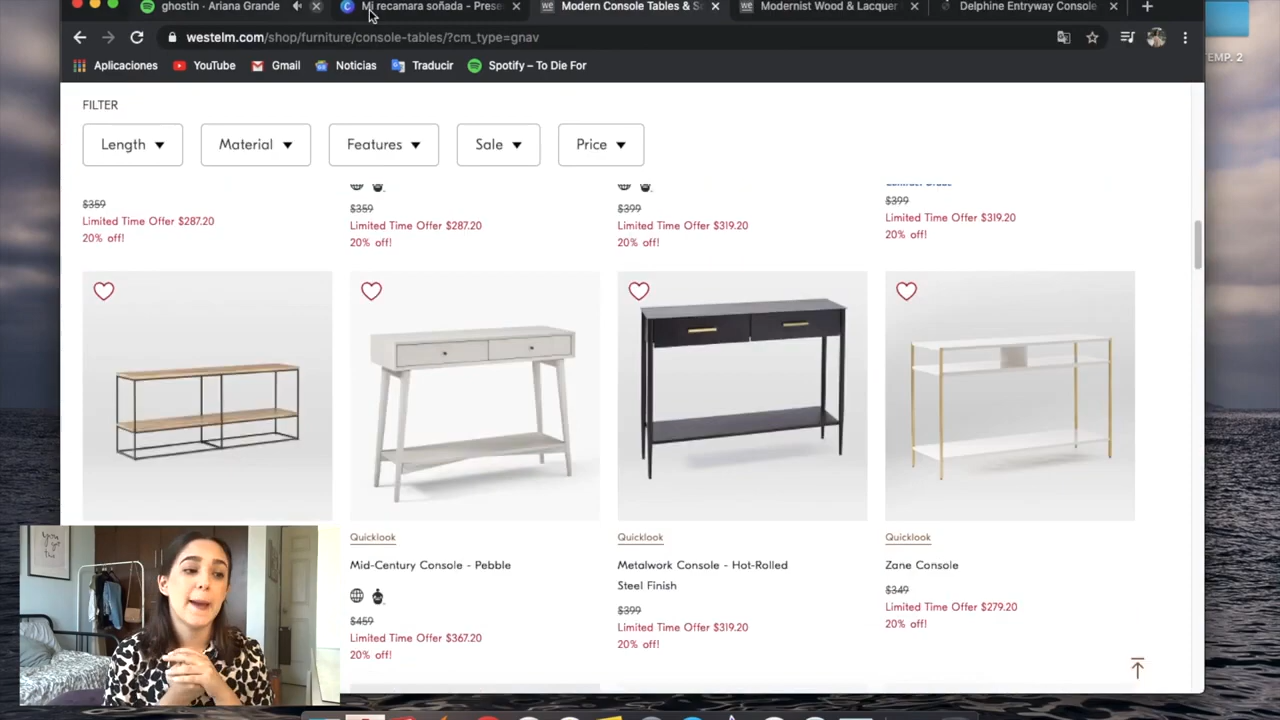 ghostin - Ariana Grande
Mi recamara soñada - Prese
Modern Console Tables & S
Modernist Wood & Lacquer
Delphine Entryway Console
TEMP. 2
westelm.com/shop/furniture/console-tables/?cm_type=gnav
Aplicaciones
YouTube
Gmail
Noticias
Traducir
Spotify - To Die For
FILTER
Length
Material
Features
Sale
Price
$359
Limited Time Offer $287.20
20% off!
$359
Limited Time Offer $287.20
20% off!
$399
Limited Time Offer $319.20
20% off!
$399
Limited Time Offer $319.20
20% off!
Quicklook
Mid-Century Console - Pebble
$459
Limited Time Offer $367.20
20% off!
Quicklook
Metalwork Console - Hot-Rolled
Steel Finish
$399
Limited Time Offer $319.20
20% off!
Quicklook
Zane Console
$349
Limited Time Offer $279.20
20% off!